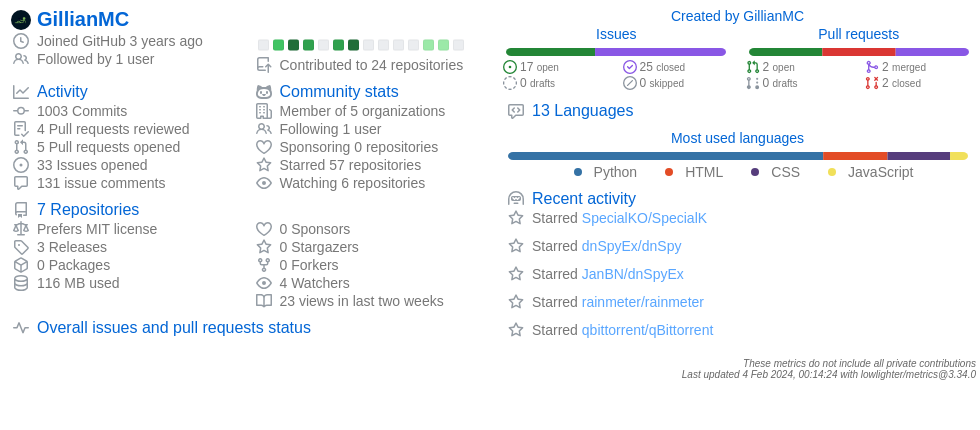 GillianMC
Joined GitHub 3 years ago
Followed by 1 user
Contributed to 24 repositories
Activity
1003 Commits
4 Pull requests reviewed
5 Pull requests opened
33 Issues opened
131 issue comments
Community stats
Member of 5 organizations
Following 1 user
Sponsoring 0 repositories
Starred 57 repositories
Watching 6 repositories
7 Repositories
Prefers MIT license
3 Releases
0 Packages
116 MB used
0 Sponsors
0 Stargazers
0 Forkers
4 Watchers
23 views in last two weeks
Overall issues and pull requests status
Created by GillianMC
Issues
17 open
25 closed
0 drafts
0 skipped
Pull requests
2 open
2 merged
0 drafts
2 closed
13 Languages
Most used languages
Python HTML CSS JavaScript
Recent activity
Starred SpecialKO/SpecialK
Starred dnSpyEx/dnSpy
Starred JanBN/dnSpyEx
Starred rainmeter/rainmeter
Starred qbittorrent/qBittorrent
These metrics do not include all private contributions
Last updated 4 Feb 2024, 00:14:24 with lowlighter/metrics@3.34.0